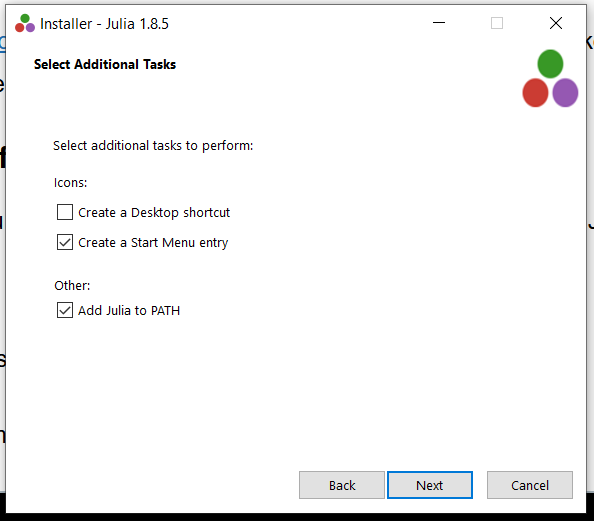 Installer - Julia 1.8.5
Select Additional Tasks
Select additional tasks to perform:
Icons:
Create a Desktop shortcut
Create a Start Menu entry
Other:
Add Julia to PATH
Back
Next
Cancel